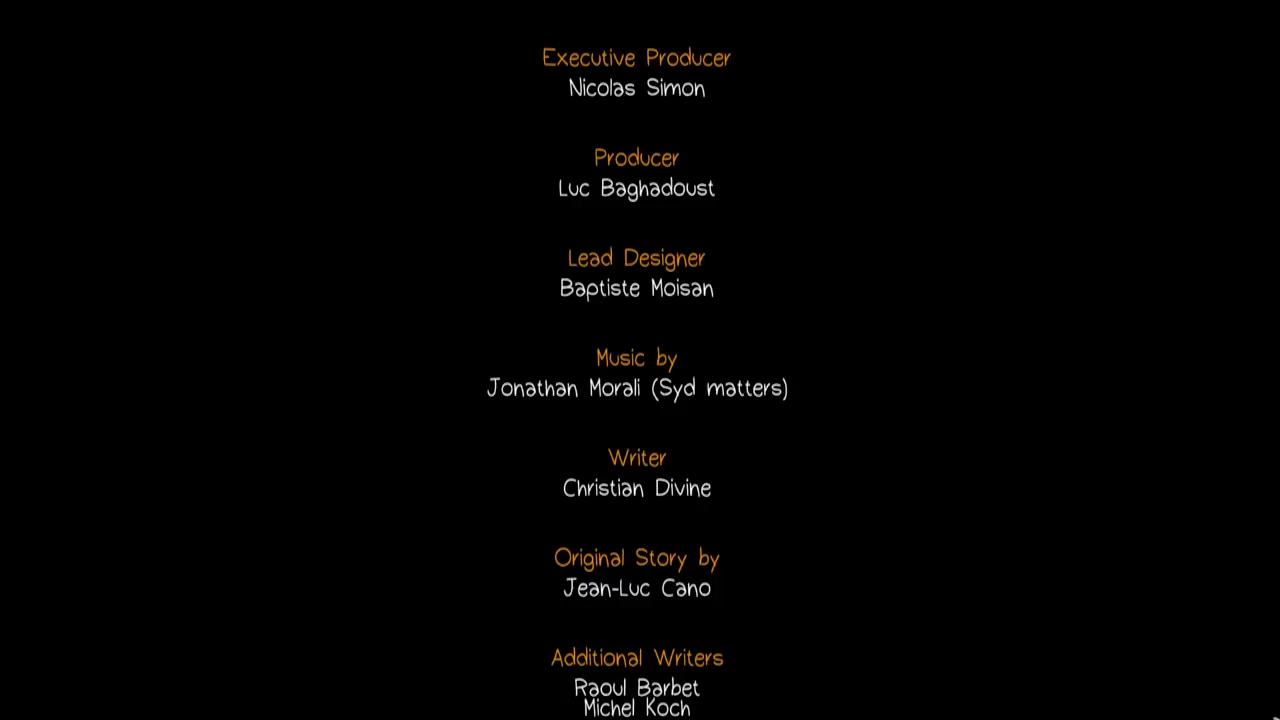 Executive Producer
Nicolas Simon
Producer
Luc Baghadoust
Lead Designer
Baptiste Moisan
Music by
Jonathan Morali (Syd matters)
Writer
Christian Divine
Original Story by
Jean-Luc Cano
Additional Writers
Raoul Barbet
Michel Koch